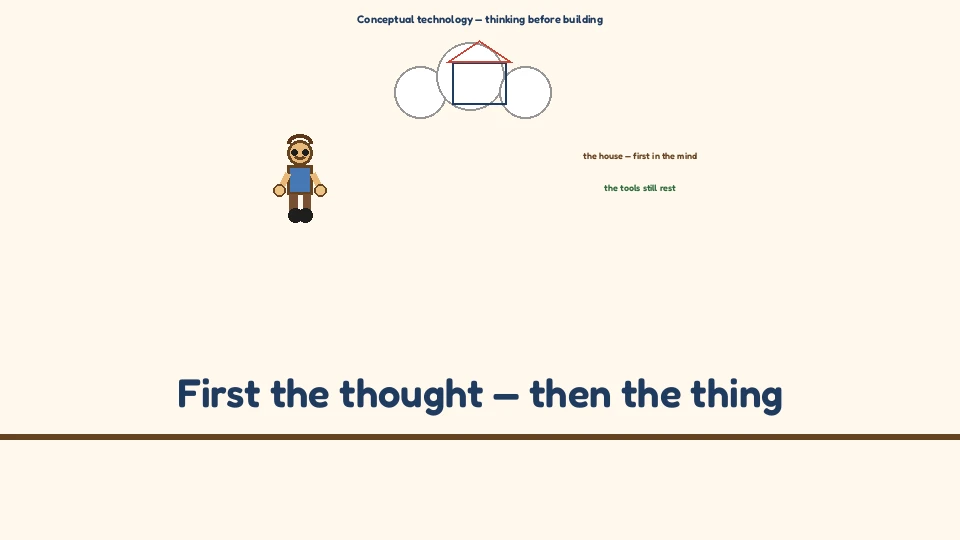 Conceptual technology — thinking before building
the house — first in the mind
the tools still rest
First the thought — then the thing